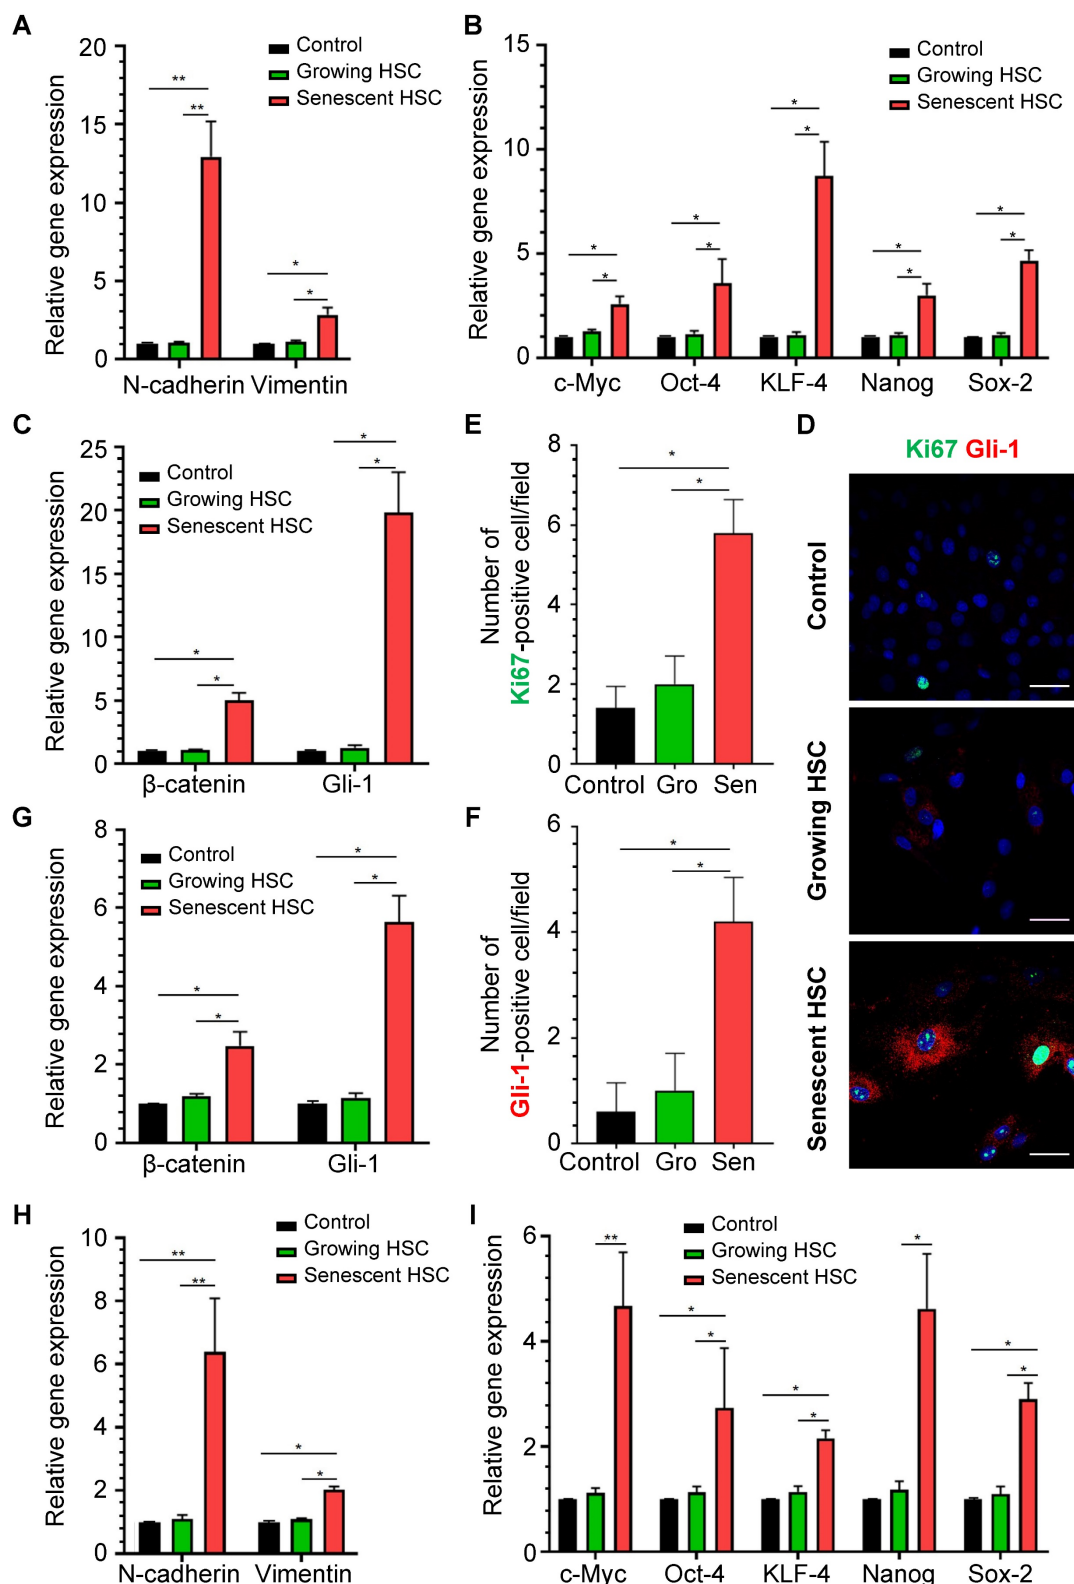 A
Relative gene expression
20
15
10
5
0
Control
Growing HSC
Senescent HSC
**
**
*
*
N-cadherin Vimentin
B
Relative gene expression
15
10
5
0
Control
Growing HSC
Senescent HSC
*
*
*
*
*
*
*
*
*
*
c-Myc Oct-4 KLF-4 Nanog Sox-2
C
Relative gene expression
25
20
15
10
5
0
Control
Growing HSC
Senescent HSC
*
*
*
*
β-catenin Gli-1
E
Number of
Ki67-positive cell/field
8
6
4
2
0
*
*
Control Gro Sen
D
Ki67 Gli-1
Control
Growing HSC
Senescent HSC
G
Relative gene expression
8
6
4
2
0
Control
Growing HSC
Senescent HSC
*
*
*
*
β-catenin Gli-1
F
Number of
Gli-1-positive cell/field
6
4
2
0
*
*
Control Gro Sen
H
Relative gene expression
10
8
6
4
2
0
Control
Growing HSC
Senescent HSC
**
**
*
*
N-cadherin Vimentin
I
Relative gene expression
6
4
2
0
Control
Growing HSC
Senescent HSC
**
*
*
*
*
*
*
*
c-Myc Oct-4 KLF-4 Nanog Sox-2